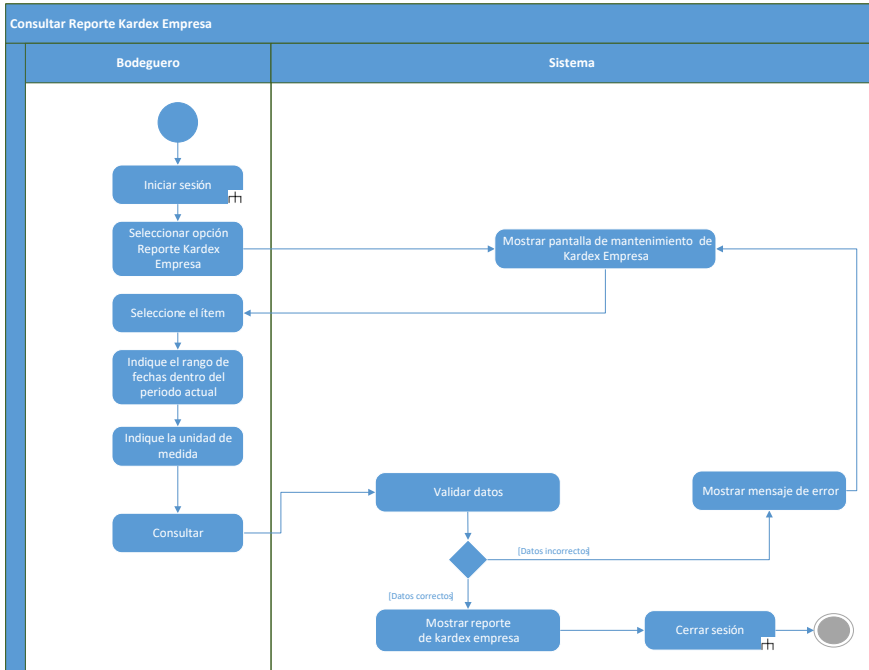 Consultar Reporte Kardex Empresa
Bodeguero
Sistema
Iniciar sesión
Seleccionar opción
Reporte Kardex
Empresa
Mostrar pantalla de mantenimiento de
Kardex Empresa
Seleccione el ítem
Indique el rango de
fechas dentro del
periodo actual
Indique la unidad de
medida
Consultar
Validar datos
Mostrar mensaje de error
[Datos incorrectos]
[Datos correctos]
Mostrar reporte
de kardex empresa
Cerrar sesión